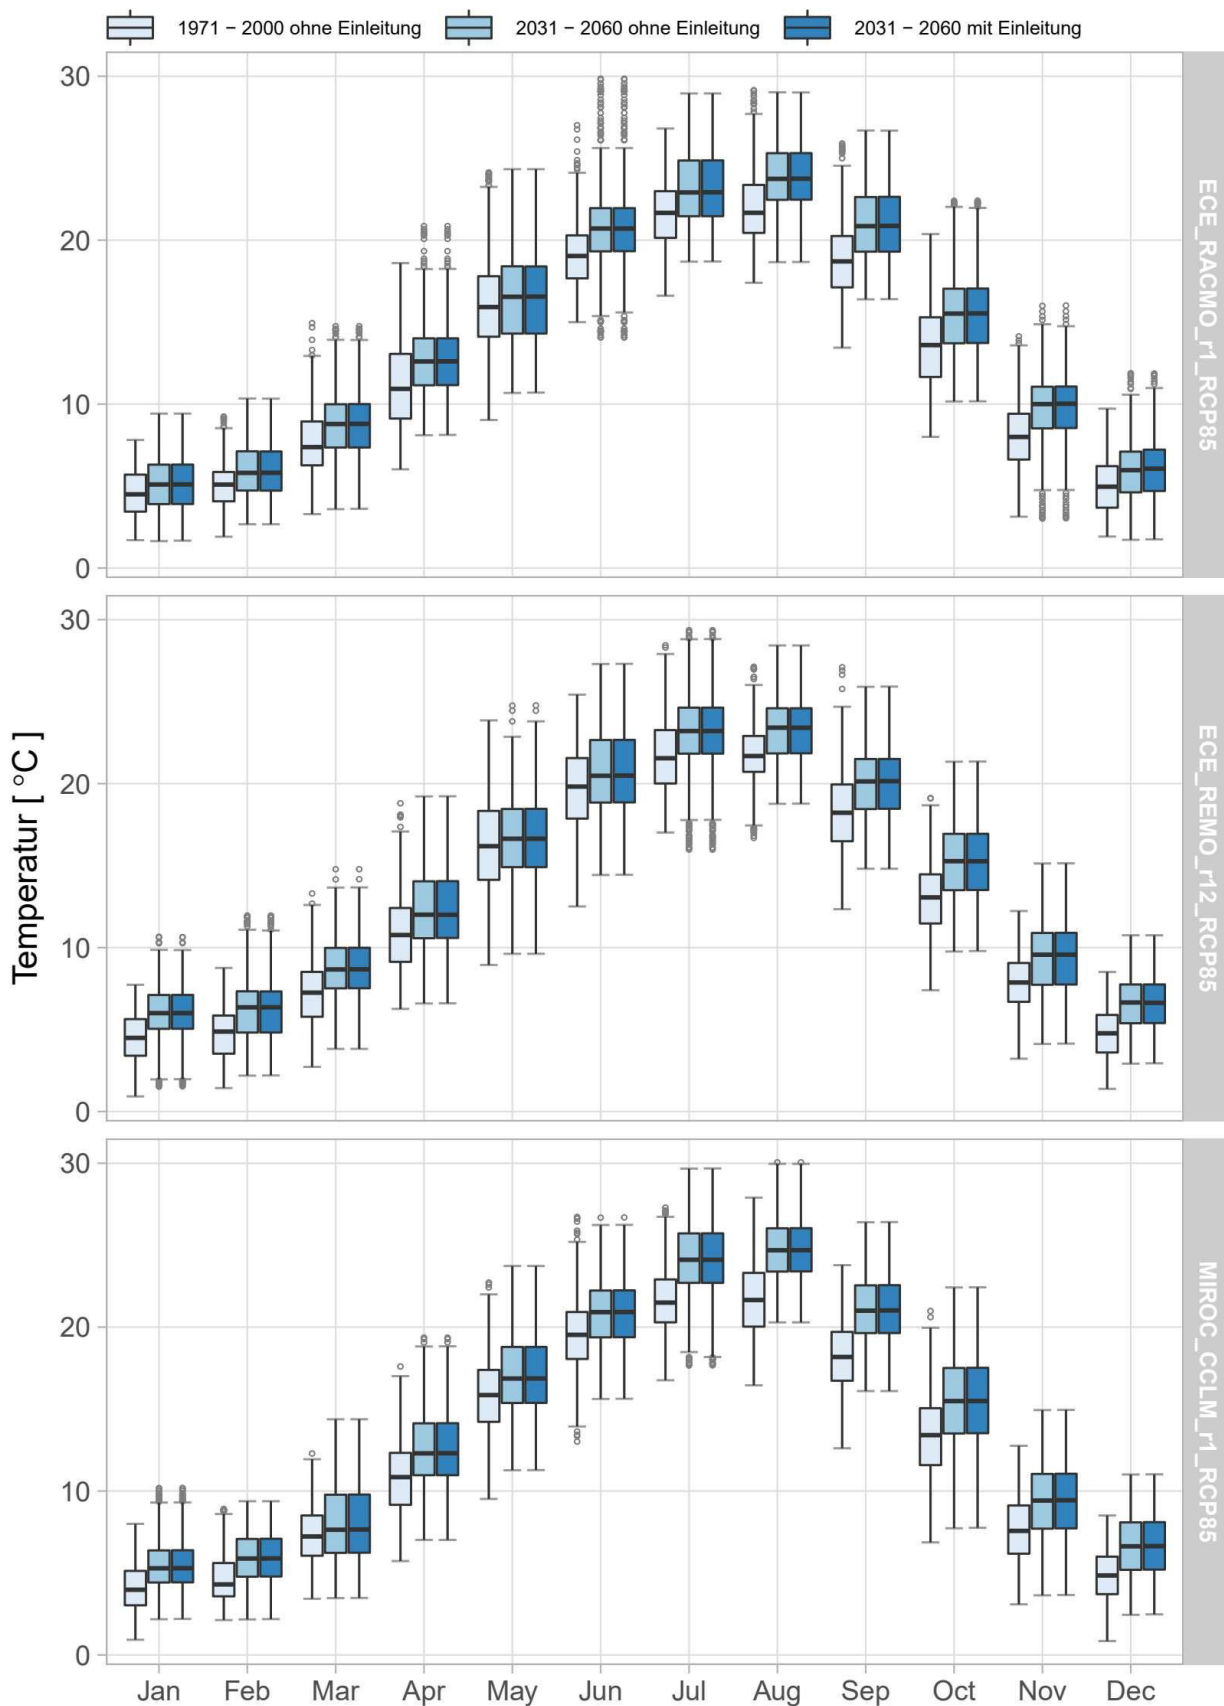 1971 − 2000 ohne Einleitung 2031 − 2060 ohne Einleitung 2031 − 2060 mit Einleitung
Temperatur [ °C ]
30
20
10
0
ECE_RACMO_r1_RCP85
30
20
10
0
ECE_REMO_r12_RCP85
30
20
10
0
MIROC_CCLM_r1_RCP85
Jan Feb Mar Apr May Jun Jul Aug Sep Oct Nov Dec